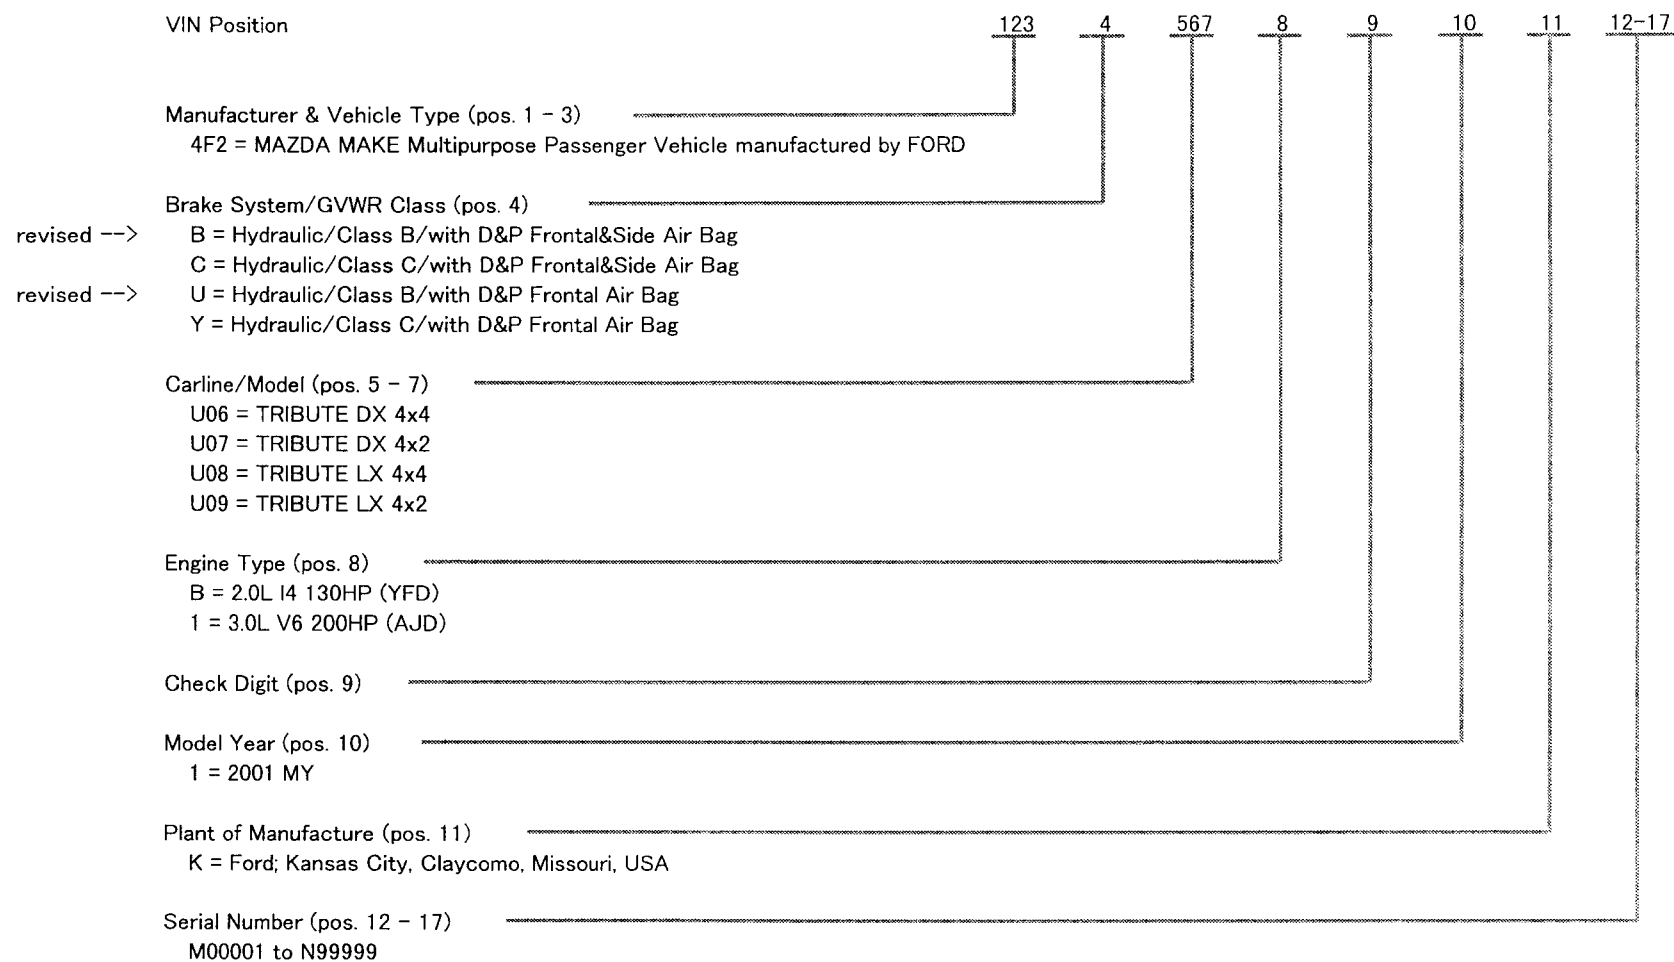 VIN Position 123 4 567 8 9 10 11 12-17
Manufacturer & Vehicle Type (pos. 1 - 3)
4F2 = MAZDA MAKE Multipurpose Passenger Vehicle manufactured by FORD
Brake System/GVWR Class (pos. 4)
revised --> B = Hydraulic/Class B/with D&P Frontal&Side Air Bag
C = Hydraulic/Class C/with D&P Frontal&Side Air Bag
revised --> U = Hydraulic/Class B/with D&P Frontal Air Bag
Y = Hydraulic/Class C/with D&P Frontal Air Bag
Carline/Model (pos. 5 - 7)
U06 = TRIBUTE DX 4x4
U07 = TRIBUTE DX 4x2
U08 = TRIBUTE LX 4x4
U09 = TRIBUTE LX 4x2
Engine Type (pos. 8)
B = 2.0L I4 130HP (YFD)
1 = 3.0L V6 200HP (AJD)
Check Digit (pos. 9)
Model Year (pos. 10)
1 = 2001 MY
Plant of Manufacture (pos. 11)
K = Ford; Kansas City, Claycomo, Missouri, USA
Serial Number (pos. 12 - 17)
M00001 to N99999